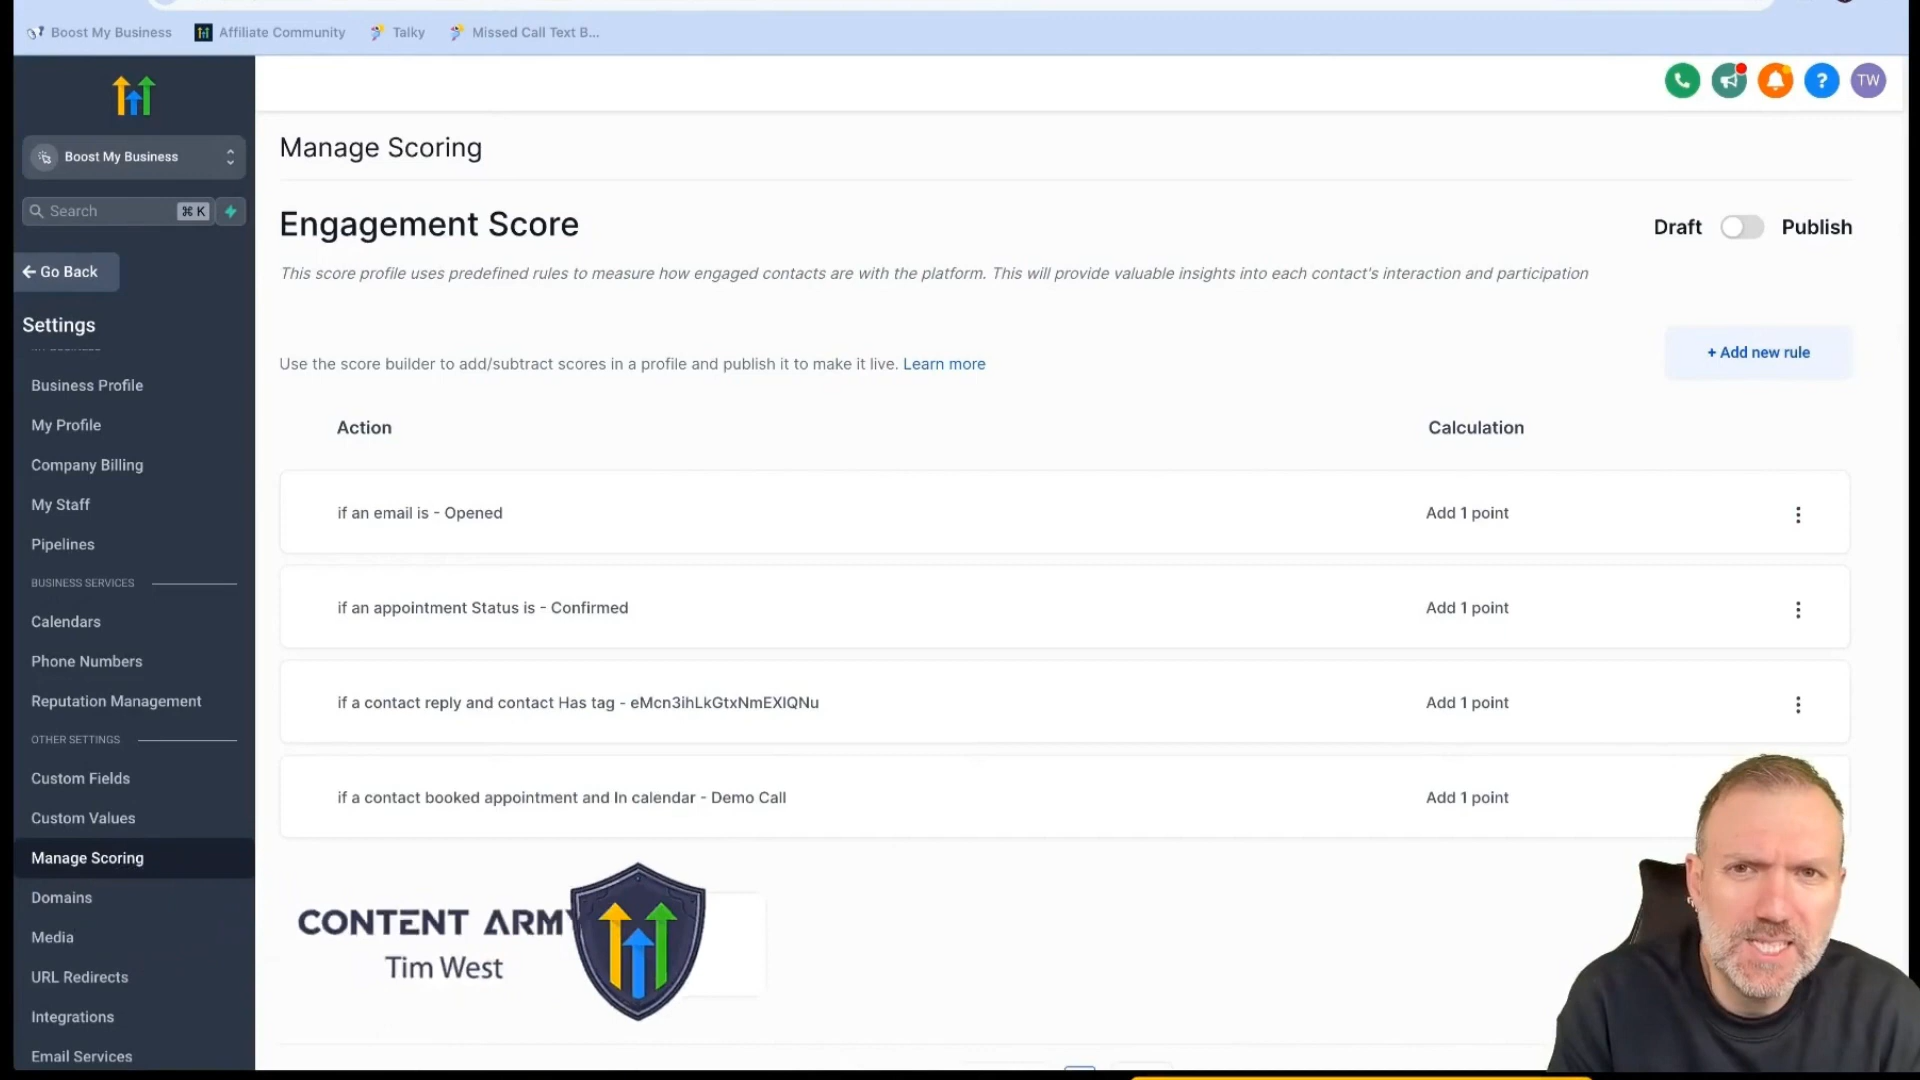 Boost My Business
Affiliate Community
Talky
Missed Call Text B...
TW
Boost My Business
Search
⌘ K
Go Back
Settings
Business Profile
My Profile
Company Billing
My Staff
Pipelines
BUSINESS SERVICES
Calendars
Phone Numbers
Reputation Management
OTHER SETTINGS
Custom Fields
Custom Values
Manage Scoring
Domains
Media
URL Redirects
Integrations
Email Services
Manage Scoring
Engagement Score
Draft
Publish
This score profile uses predefined rules to measure how engaged contacts are with the platform. This will provide valuable insights into each contact's interaction and participation
Use the score builder to add/subtract scores in a profile and publish it to make it live. Learn more
+ Add new rule
Action
Calculation
if an email is - Opened
Add 1 point
if an appointment Status is - Confirmed
Add 1 point
if a contact reply and contact Has tag - eMcn3ihLkGtxNmEXlQNu
Add 1 point
if a contact booked appointment and In calendar - Demo Call
Add 1 point
CONTENT ARMY
Tim West